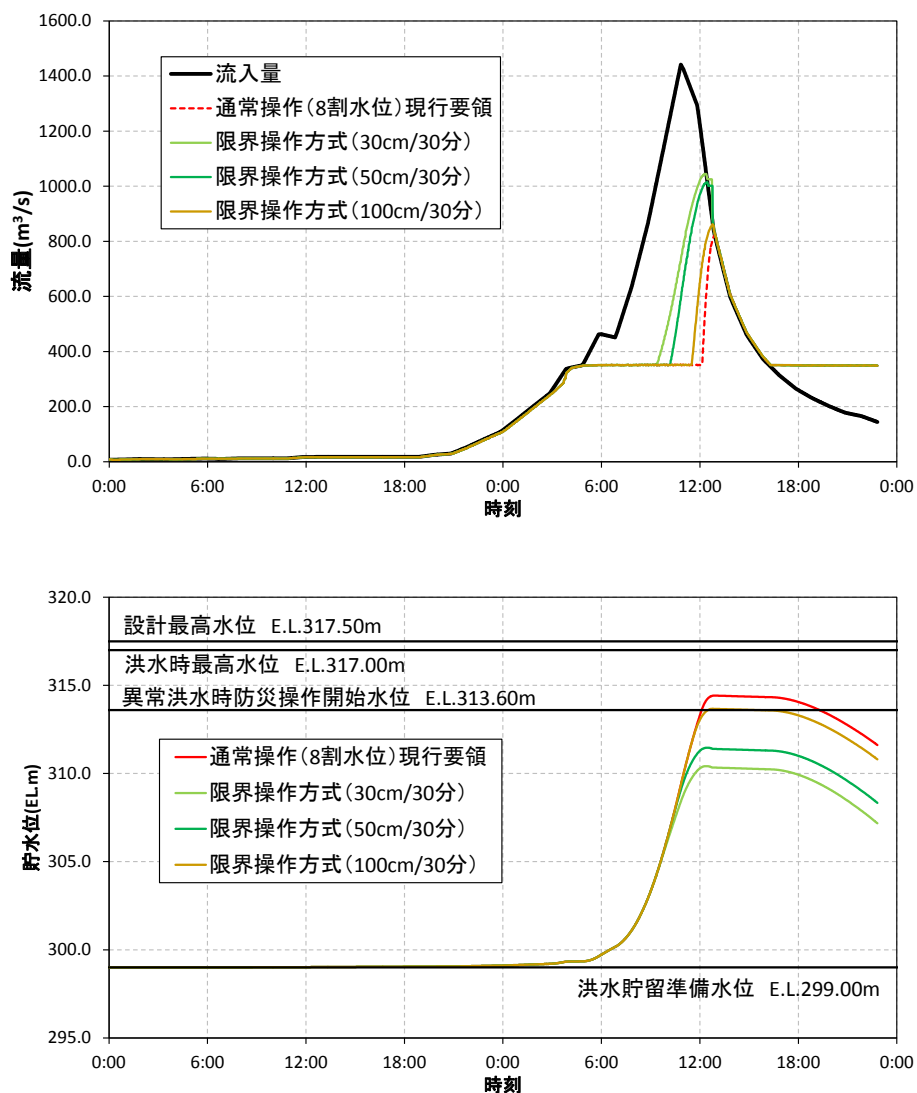 1600.0
1400.0
1200.0
1000.0
800.0
600.0
400.0
200.0
0.0
流量(m³/s)
流入量
通常操作(8割水位)現行要領
限界操作方式(30cm/30分)
限界操作方式(50cm/30分)
限界操作方式(100cm/30分)
0:00 6:00 12:00 18:00 0:00 6:00 12:00 18:00 0:00
時刻
320.0
315.0
310.0
305.0
300.0
295.0
貯水位(EL.m)
設計最高水位 E.L.317.50m
洪水時最高水位 E.L.317.00m
異常洪水時防災操作開始水位 E.L.313.60m
通常操作(8割水位)現行要領
限界操作方式(30cm/30分)
限界操作方式(50cm/30分)
限界操作方式(100cm/30分)
洪水貯留準備水位 E.L.299.00m
0:00 6:00 12:00 18:00 0:00 6:00 12:00 18:00 0:00
時刻